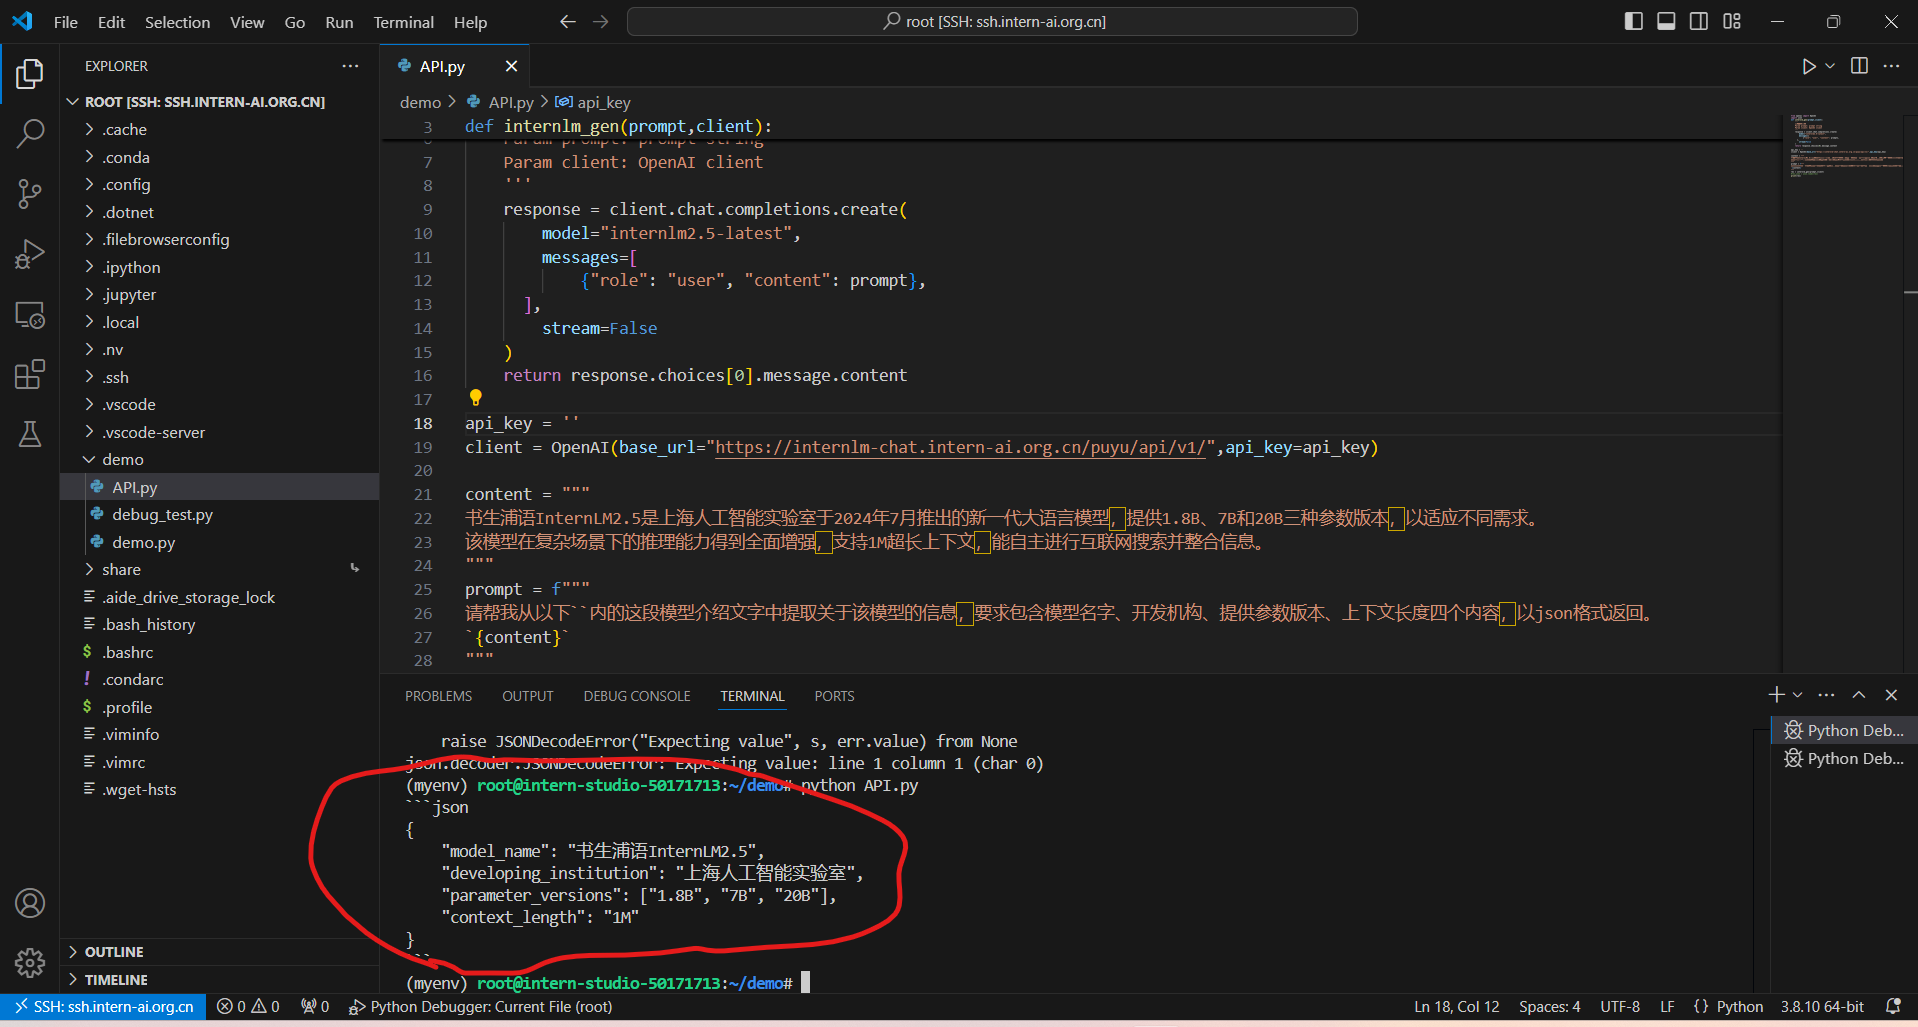 File Edit Selection View Go Run Terminal Help
root [SSH: ssh.intern-ai.org.cn]
EXPLORER
ROOT [SSH: SSH.INTERN-AI.ORG.CN]
.cache
.conda
.config
.dotnet
.filebrowserconfig
.ipython
.jupyter
.local
.nv
.ssh
.vscode
.vscode-server
demo
API.py
debug_test.py
demo.py
share
.aide_drive_storage_lock
.bash_history
.bashrc
.condarc
.profile
.viminfo
.vimrc
.wget-hsts
OUTLINE
TIMELINE
API.py
demo > API.py > api_key
3 def internlm_gen(prompt,client):
6 Param prompt: prompt string
7 Param client: OpenAI client
8 '''
9 response = client.chat.completions.create(
10 model="internlm2.5-latest",
11 messages=[
12 {"role": "user", "content": prompt},
13 ],
14 stream=False
15 )
16 return response.choices[0].message.content
17
18 api_key = ''
19 client = OpenAI(base_url="https://internlm-chat.intern-ai.org.cn/puyu/api/v1/",api_key=api_key)
20
21 content = """
22 书生浦语InternLM2.5是上海人工智能实验室于2024年7月推出的新一代大语言模型，提供1.8B、7B和20B三种参数版本，以适应不同需求。
23 该模型在复杂场景下的推理能力得到全面增强，支持1M超长上下文，能自主进行互联网搜索并整合信息。
24 """
25 prompt = f"""
26 请帮我从以下``内的这段模型介绍文字中提取关于该模型的信息，要求包含模型名字、开发机构、提供参数版本、上下文长度四个内容，以json格式返回。
27 `{content}`
28 """
PROBLEMS OUTPUT DEBUG CONSOLE TERMINAL PORTS
raise JSONDecodeError("Expecting value", s, err.value) from None
json.decoder.JSONDecodeError: Expecting value: line 1 column 1 (char 0)
(myenv) root@intern-studio-50171713:~/demo# python API.py
```json
{
"model_name": "书生浦语InternLM2.5",
"developing_institution": "上海人工智能实验室",
"parameter_versions": ["1.8B", "7B", "20B"],
"context_length": "1M"
}
```
(myenv) root@intern-studio-50171713:~/demo#
Python Deb...
Python Deb...
SSH: ssh.intern-ai.org.cn 0 0 0 Python Debugger: Current File (root) Ln 18, Col 12 Spaces: 4 UTF-8 LF {} Python 3.8.10 64-bit